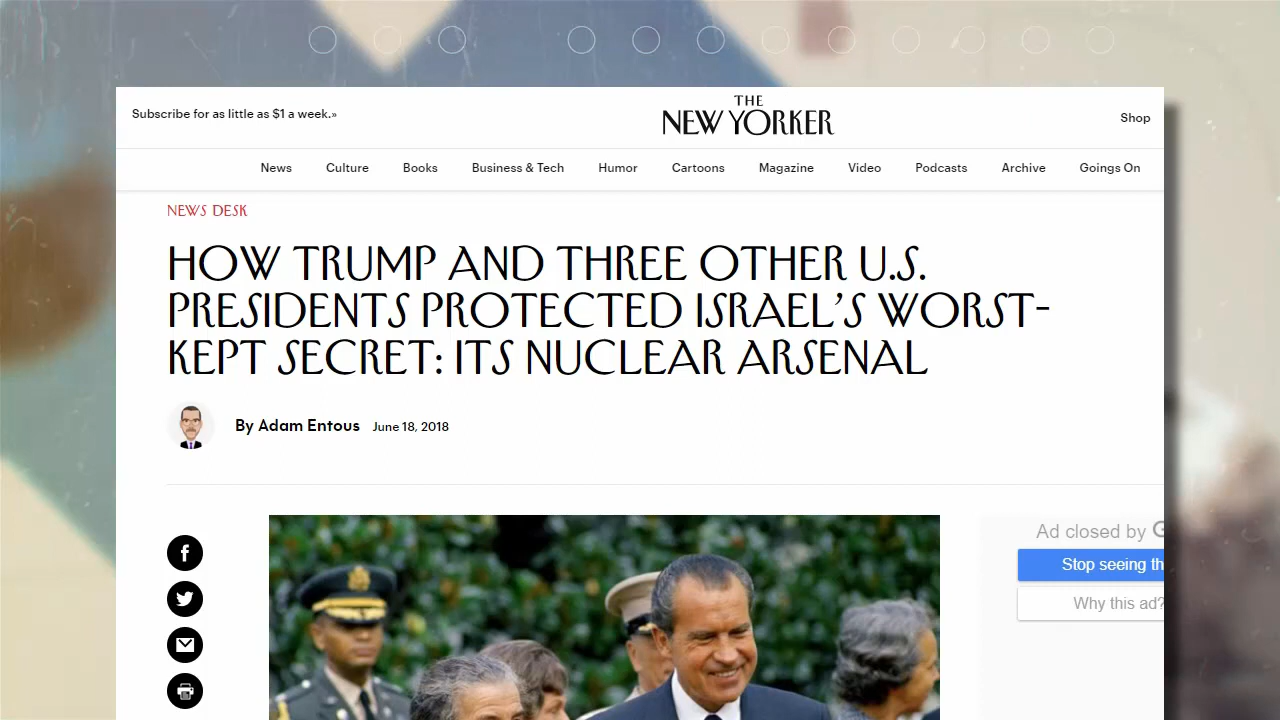 Subscribe for as little as $1 a week.»
THE
NEW YORKER
Shop
News Culture Books Business & Tech Humor Cartoons Magazine Video Podcasts Archive Goings On
NEWS DESK
HOW TRUMP AND THREE OTHER U.S.
PRESIDENTS PROTECTED ISRAEL'S WORST-
KEPT SECRET: ITS NUCLEAR ARSENAL
By Adam Entous June 18, 2018
Ad closed by G
Stop seeing th
Why this ad?